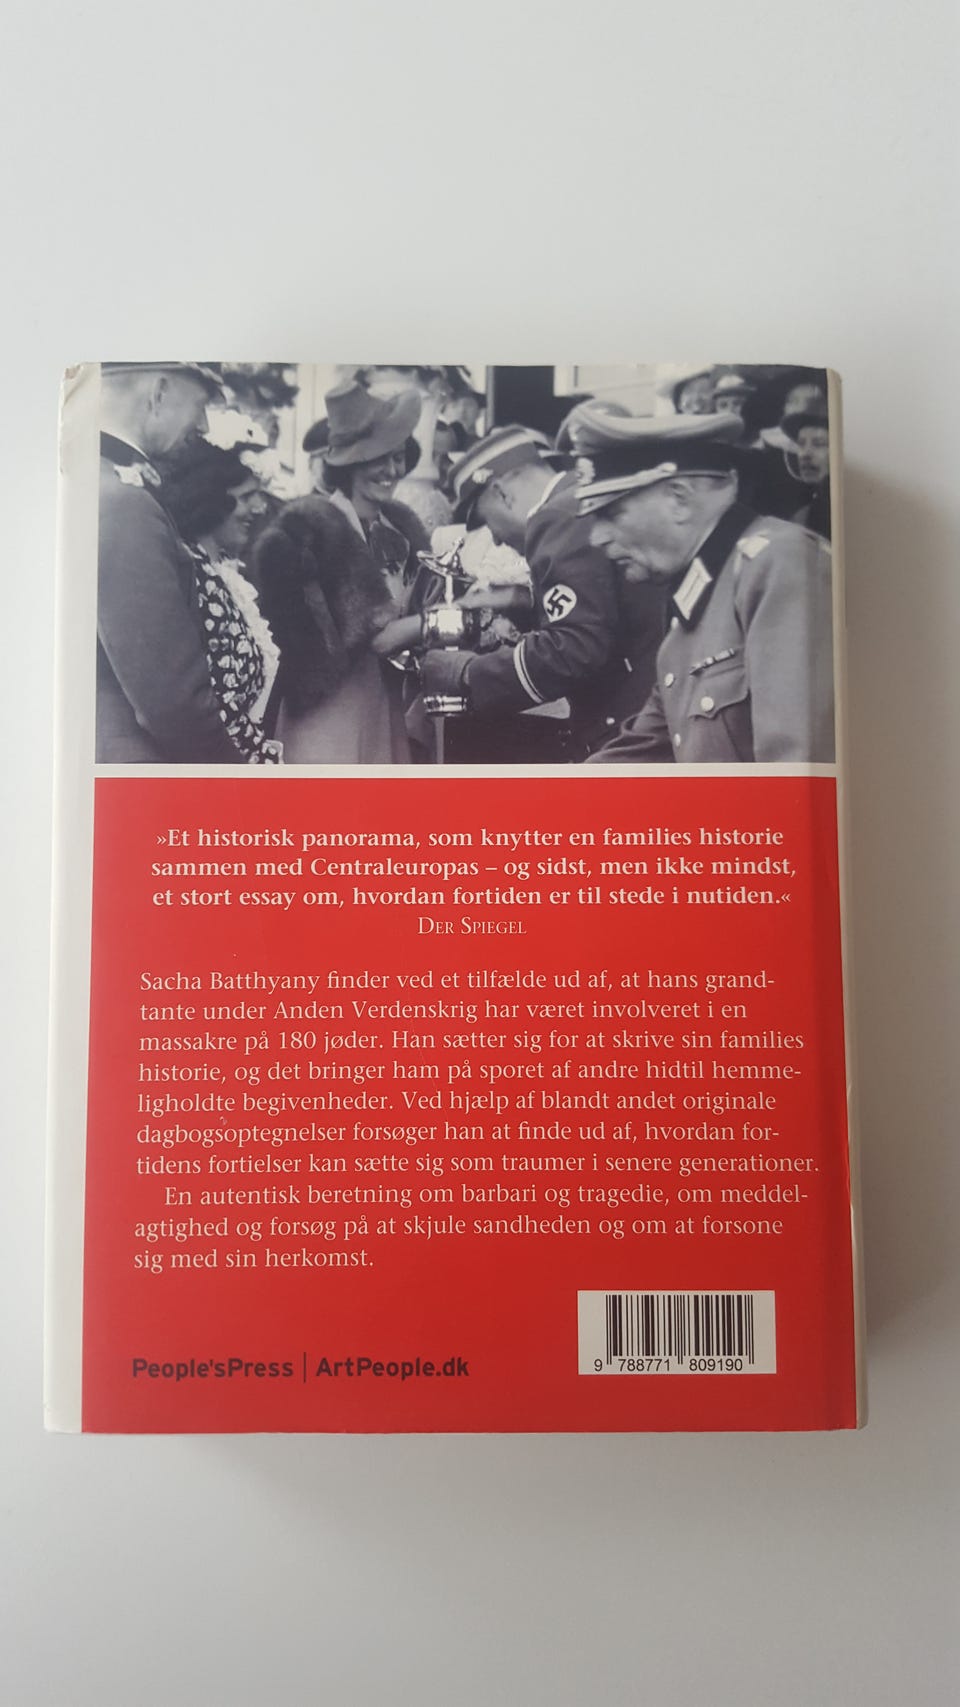 »Et historisk panorama, som knytter en families historie
sammen med Centraleuropas – og sidst, men ikke mindst,
et stort essay om, hvordan fortiden er til stede i nutiden.«
Der Spiegel
Sacha Batthyany finder ved et tilfælde ud af, at hans grand-
tante under Anden Verdenskrig har været involveret i en
massakre på 180 jøder. Han sætter sig for at skrive sin families
historie, og det bringer ham på sporet af andre hidtil hemme-
ligholdte begivenheder. Ved hjælp af blandt andet originale
dagbogsoptegnelser forsøger han at finde ud af, hvordan for-
tidens fortielser kan sætte sig som traumer i senere generationer.
En autentisk beretning om barbari og tragedie, om meddel-
agtighed og forsøg på at skjule sandheden og om at forsone
sig med sin herkomst.
People'sPress | ArtPeople.dk
9 788771 809190